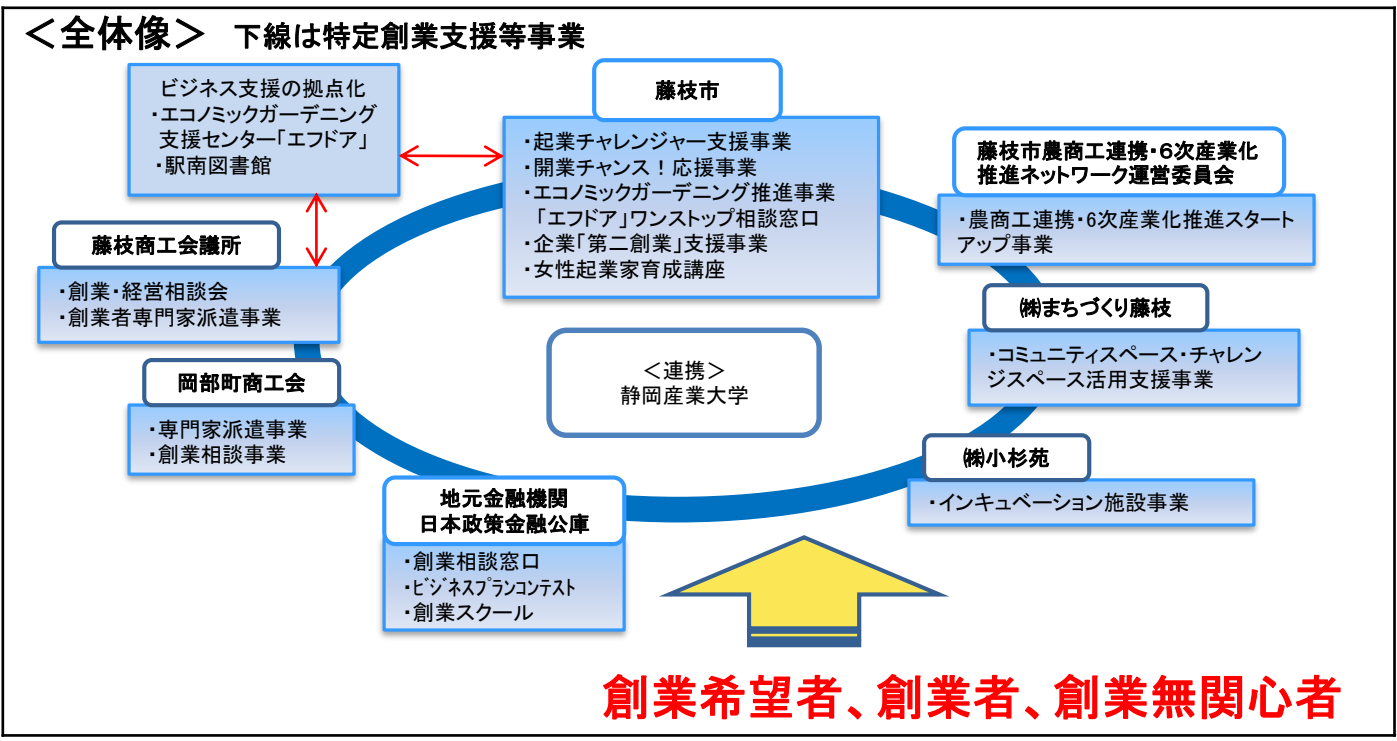 ＜全体像＞ 下線は特定創業支援等事業
ビジネス支援の拠点化
・エコノミックガーデニング
支援センター「エフドア」
・駅南図書館
藤枝市
・起業チャレンジャー支援事業
・開業チャンス！応援事業
・エコノミックガーデニング推進事業
「エフドア」ワンストップ相談窓口
・企業「第二創業」支援事業
・女性起業家育成講座
藤枝市農商工連携・６次産業化
推進ネットワーク運営委員会
・農商工連携・６次産業化推進スタート
アップ事業
藤枝商工会議所
・創業・経営相談会
・創業者専門家派遣事業
㈱まちづくり藤枝
・コミュニティスペース・チャレン
ジスペース活用支援事業
＜連携＞
静岡産業大学
岡部町商工会
・専門家派遣事業
・創業相談事業
㈱小杉苑
・インキュベーション施設事業
地元金融機関
日本政策金融公庫
・創業相談窓口
・ﾋﾞｼﾞﾈｽﾌﾟﾗﾝｺﾝﾃｽﾄ
・創業スクール
創業希望者、創業者、創業無関心者